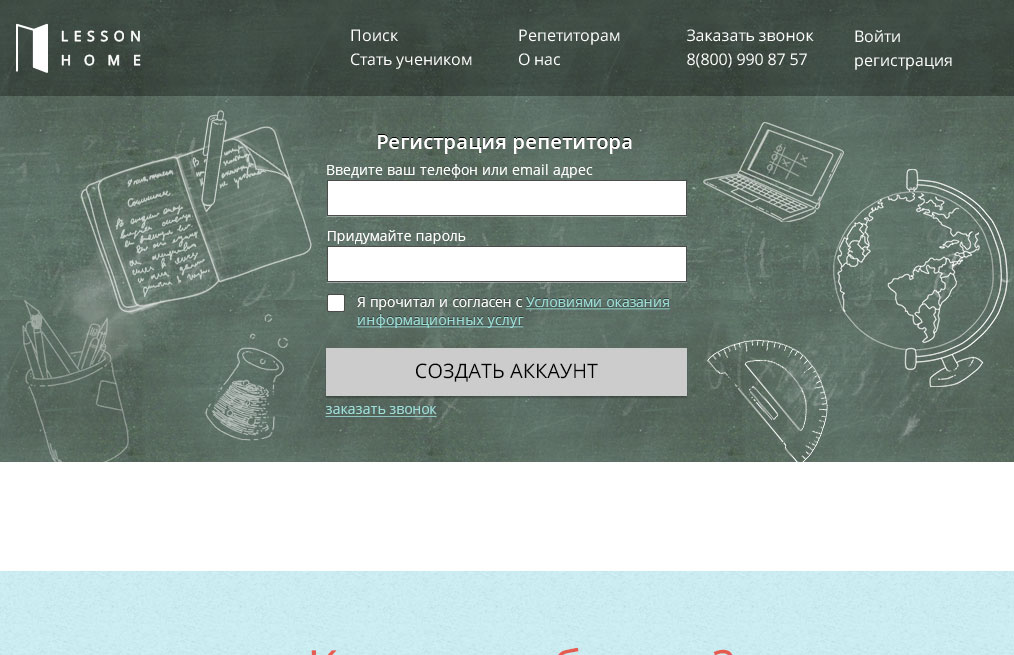 LESSON
HOME
Поиск
Стать учеником
Репетиторам
О нас
Заказать звонок
8(800) 990 87 57
Войти
регистрация
Регистрация репетитора
Введите ваш телефон или email адрес
Придумайте пароль
Я прочитал и согласен с Условиями оказания
информационных услуг
СОЗДАТЬ АККАУНТ
заказать звонок